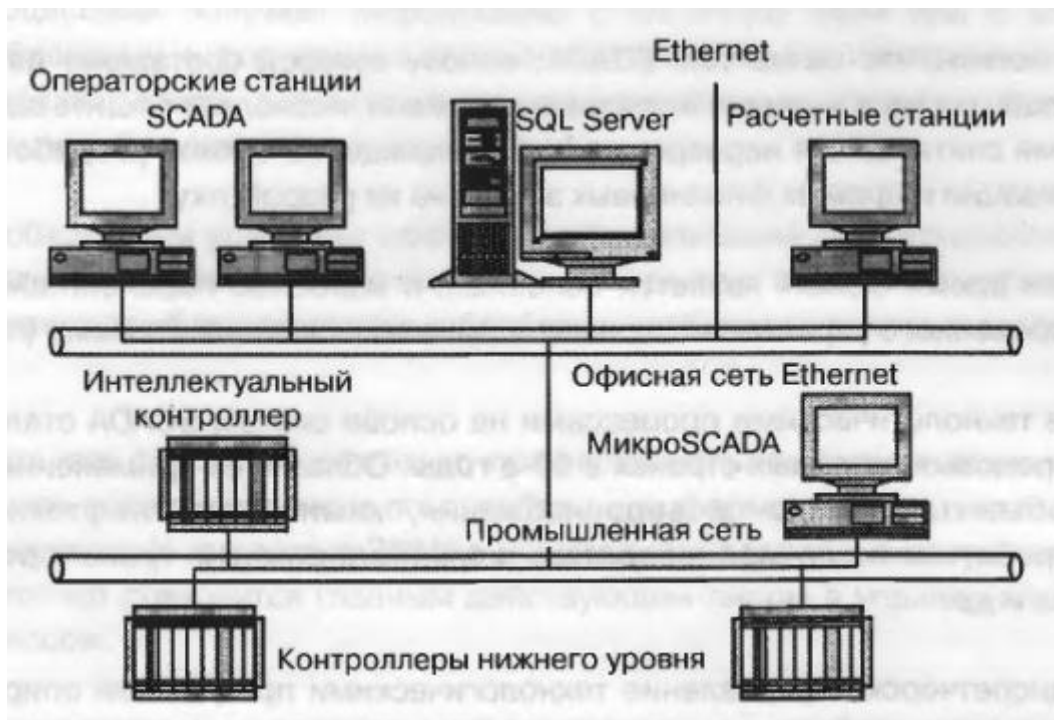 Ethernet
Операторские станции
SCADA
SQL Server
Расчетные станции
Офисная сеть Ethernet
Интеллектуальный
контроллер
МикроSCADA
Промышленная сеть
Контроллеры нижнего уровня